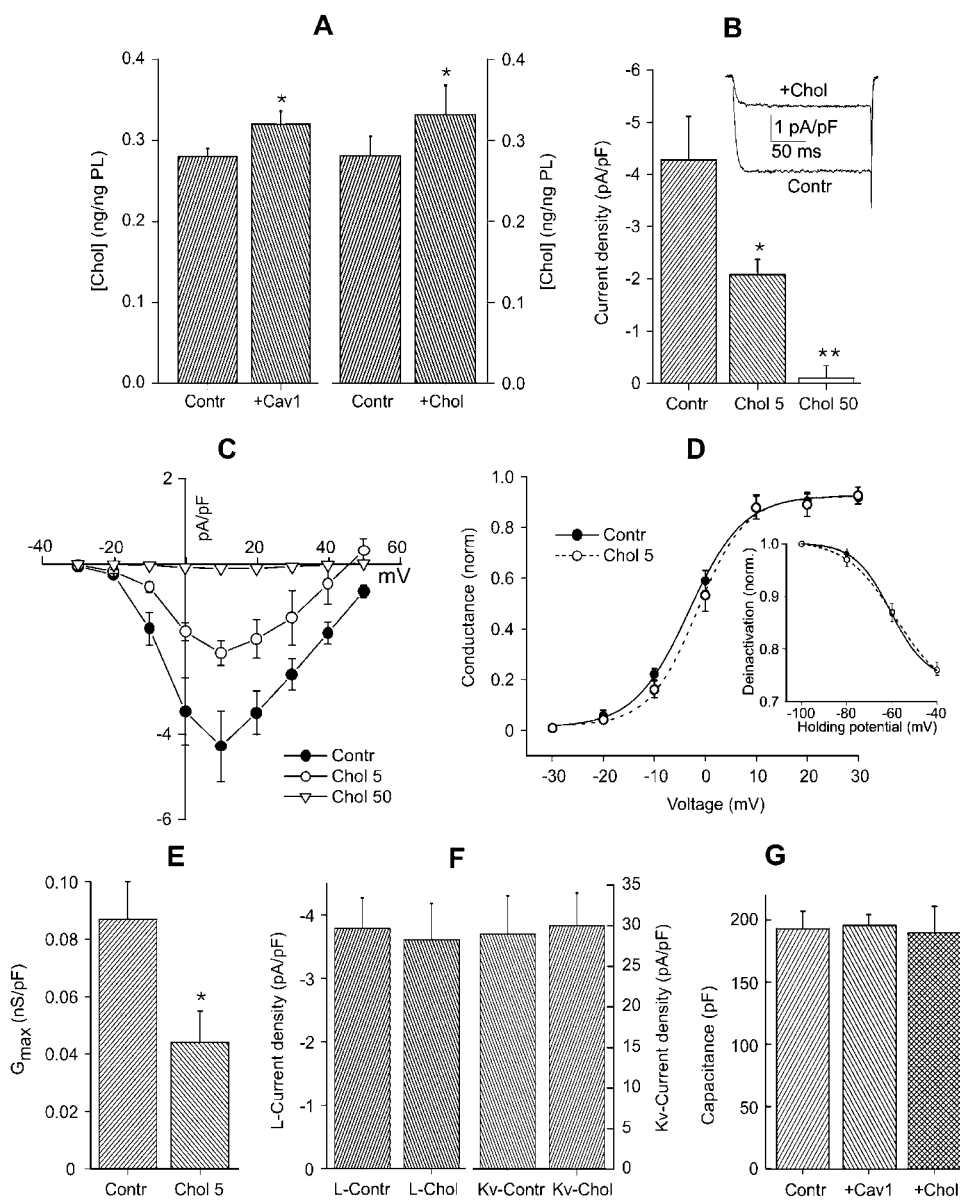 A
B
0.4
0.3
0.2
0.1
0.0
[Chol] (ng/ng PL)
*
*
Contr
+Cav1
Contr
+Chol
0.4
0.3
0.2
0.1
0.0
[Chol] (ng/ng PL)
-6
-5
-4
-3
-2
-1
0
Current density (pA/pF)
+Chol
1 pA/pF
50 ms
Contr
*
**
Contr
Chol 5
Chol 50
C
D
2
pA/pF
-40
-20
20
40
60
mV
-4
-6
Contr
Chol 5
Chol 50
1.0
0.8
0.6
0.4
0.2
0
Conductance (norm)
Contr
Chol 5
-30
-20
-10
0
10
20
30
Voltage (mV)
1.0
0.9
0.8
0.7
Deinactivation (norm.)
-100
-80
-60
-40
Holding potential (mV)
E
F
G
0.10
0.08
0.06
0.04
0.02
0
Gmax (nS/pF)
*
Contr
Chol 5
-4
-3
-2
-1
0
L-Current density (pA/pF)
L-Contr
L-Chol
Kv-Contr
Kv-Chol
35
30
25
20
15
10
5
0
Kv-Current density (pA/pF)
200
150
100
50
0
Capacitance (pF)
Contr
+Cav1
+Chol